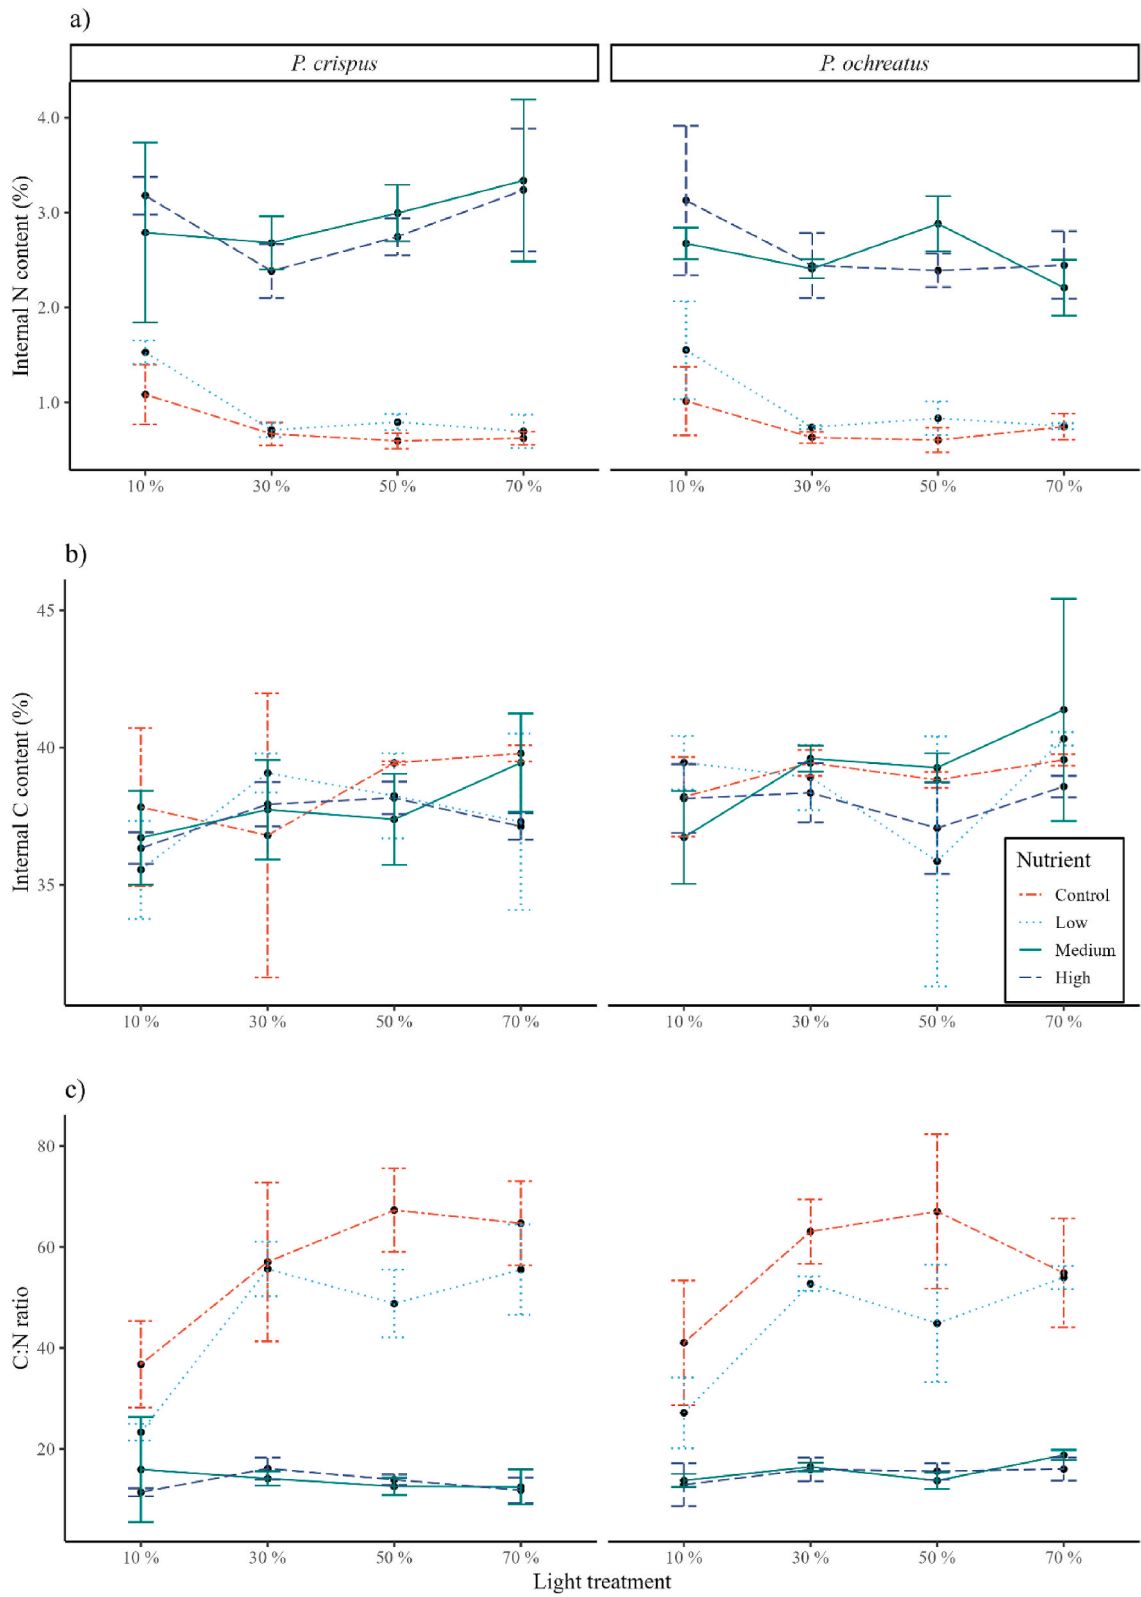 a)
P. crispus
P. ochreatus
Internal N content (%)
4.0
3.0
2.0
1.0
10 %
30 %
50 %
70 %
10 %
30 %
50 %
70 %
b)
Internal C content (%)
45
40
35
10 %
30 %
50 %
70 %
10 %
30 %
50 %
70 %
Nutrient
Control
Low
Medium
High
c)
C:N ratio
80
60
40
20
10 %
30 %
50 %
70 %
10 %
30 %
50 %
70 %
Light treatment